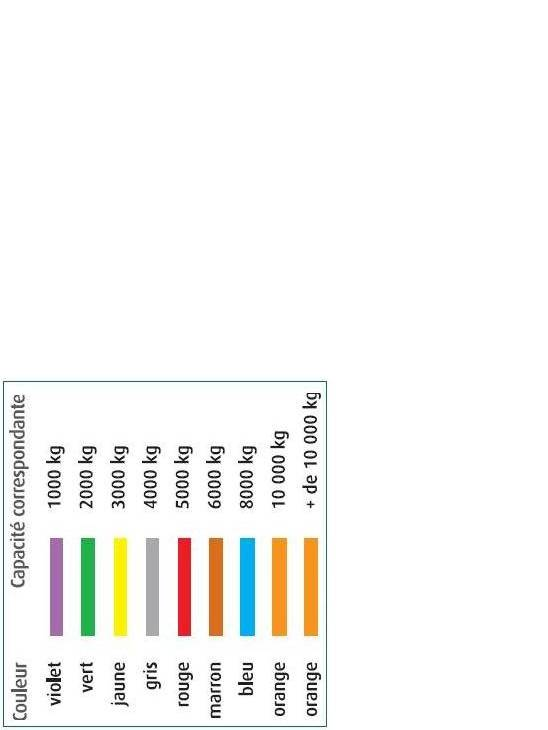 Couleur Capacité correspondante
violet 1000 kg
vert 2000 kg
jaune 3000 kg
gris 4000 kg
rouge 5000 kg
marron 6000 kg
bleu 8000 kg
orange 10 000 kg
orange + de 10 000 kg